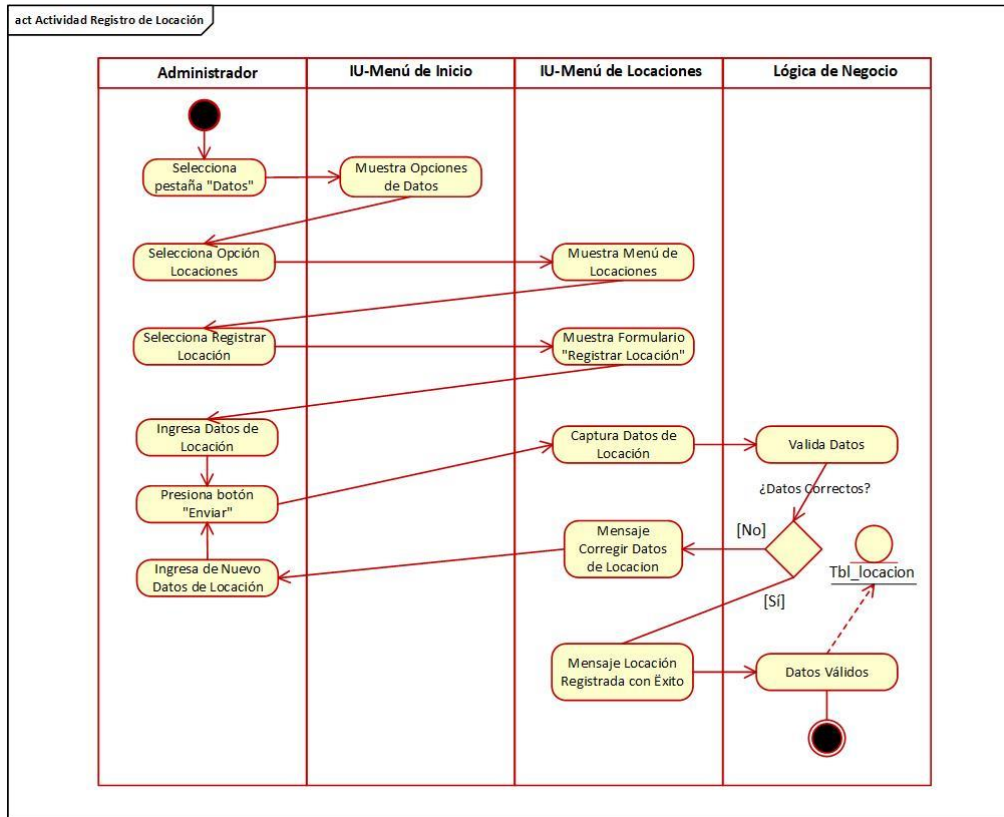 act Actividad Registro de Locación
Administrador
IU-Menú de Inicio
IU-Menú de Locaciones
Lógica de Negocio
Selecciona
pestaña "Datos"
Muestra Opciones
de Datos
Selecciona Opción
Locaciones
Muestra Menú de
Locaciones
Selecciona Registrar
Locación
Muestra Formulario
"Registrar Locación"
Ingresa Datos de
Locación
Captura Datos de
Locación
Valida Datos
Presiona botón
"Enviar"
¿Datos Correctos?
[No]
Mensaje
Corregir Datos
de Locacion
Ingresa de Nuevo
Datos de Locación
Tbl_locacion
[Sí]
Mensaje Locación
Registrada con Ëxito
Datos Válidos